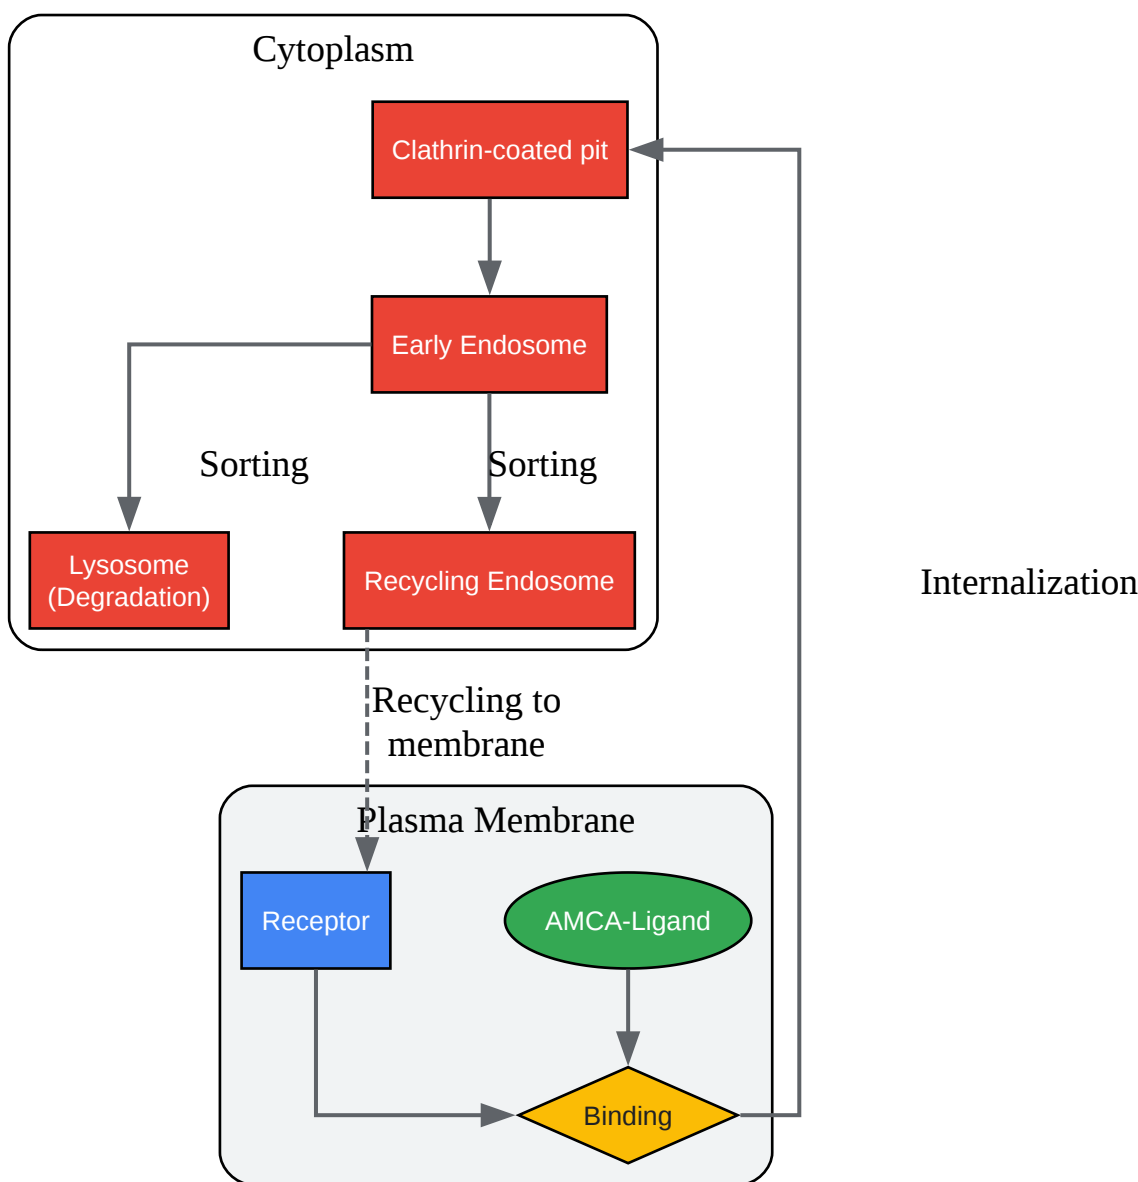 Cytoplasm
Clathrin-coated pit
Early Endosome
Sorting
Sorting
Lysosome
(Degradation)
Recycling Endosome
Internalization
Recycling to
membrane
Plasma Membrane
Receptor
AMCA-Ligand
Binding